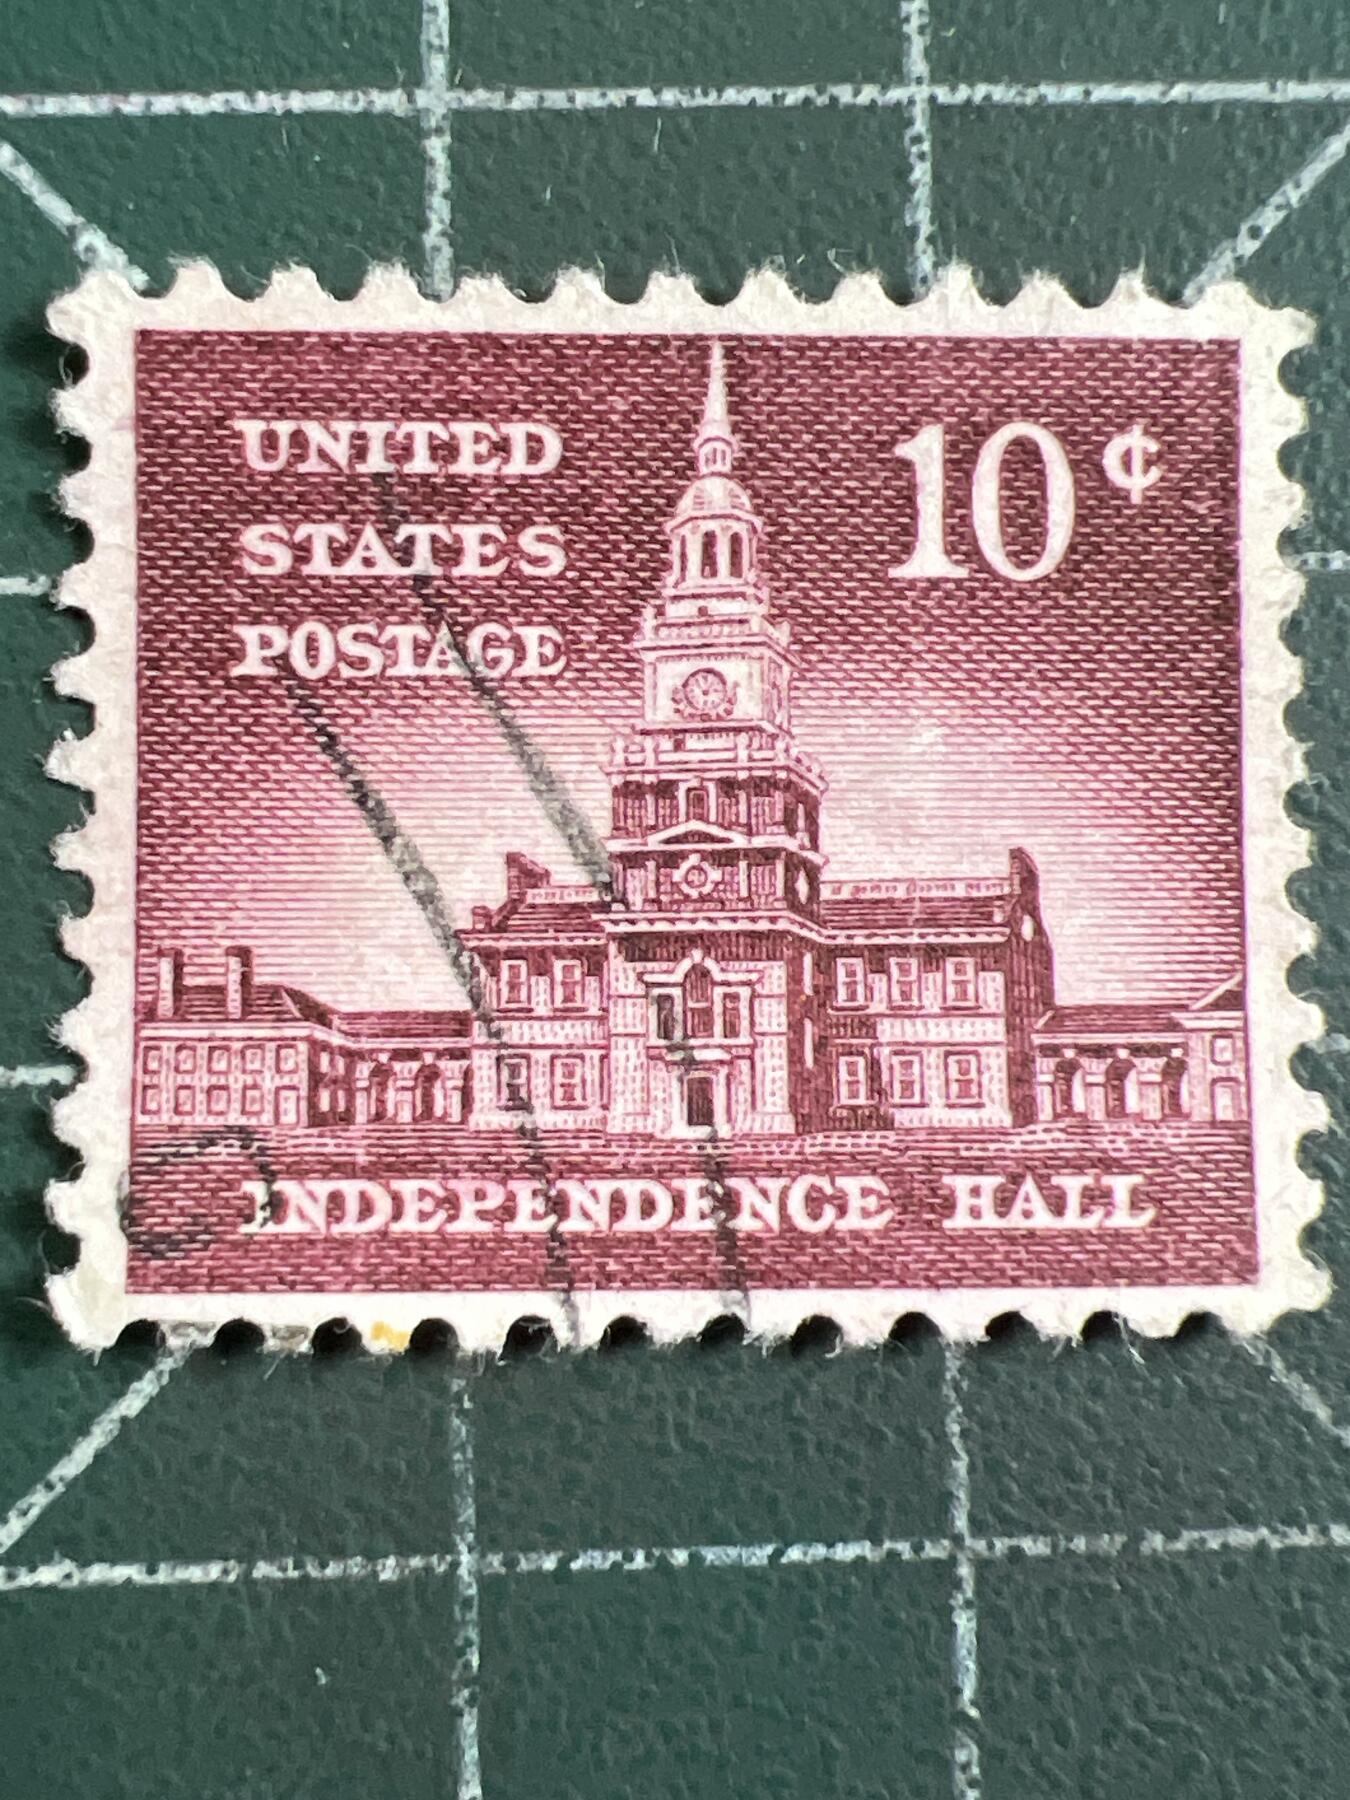 UNITED
STATES
POSTAGE
10¢
INDEPENDENCE HALL